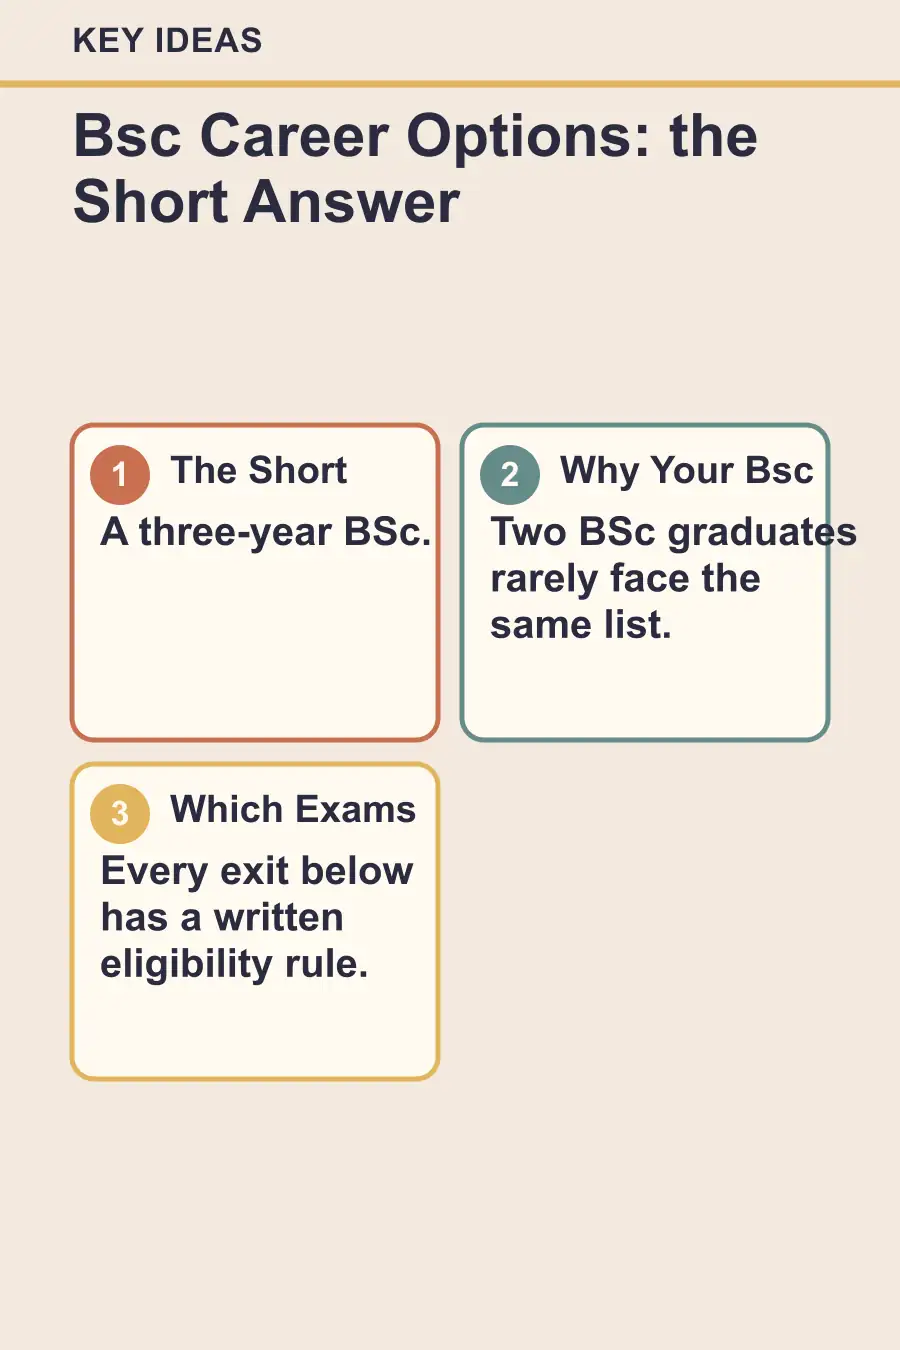 KEY IDEAS
Bsc Career Options: the
Short Answer
1 The Short
A three-year BSc.
2 Why Your Bsc
Two BSc graduates
rarely face the
same list.
3 Which Exams
Every exit below
has a written
eligibility rule.